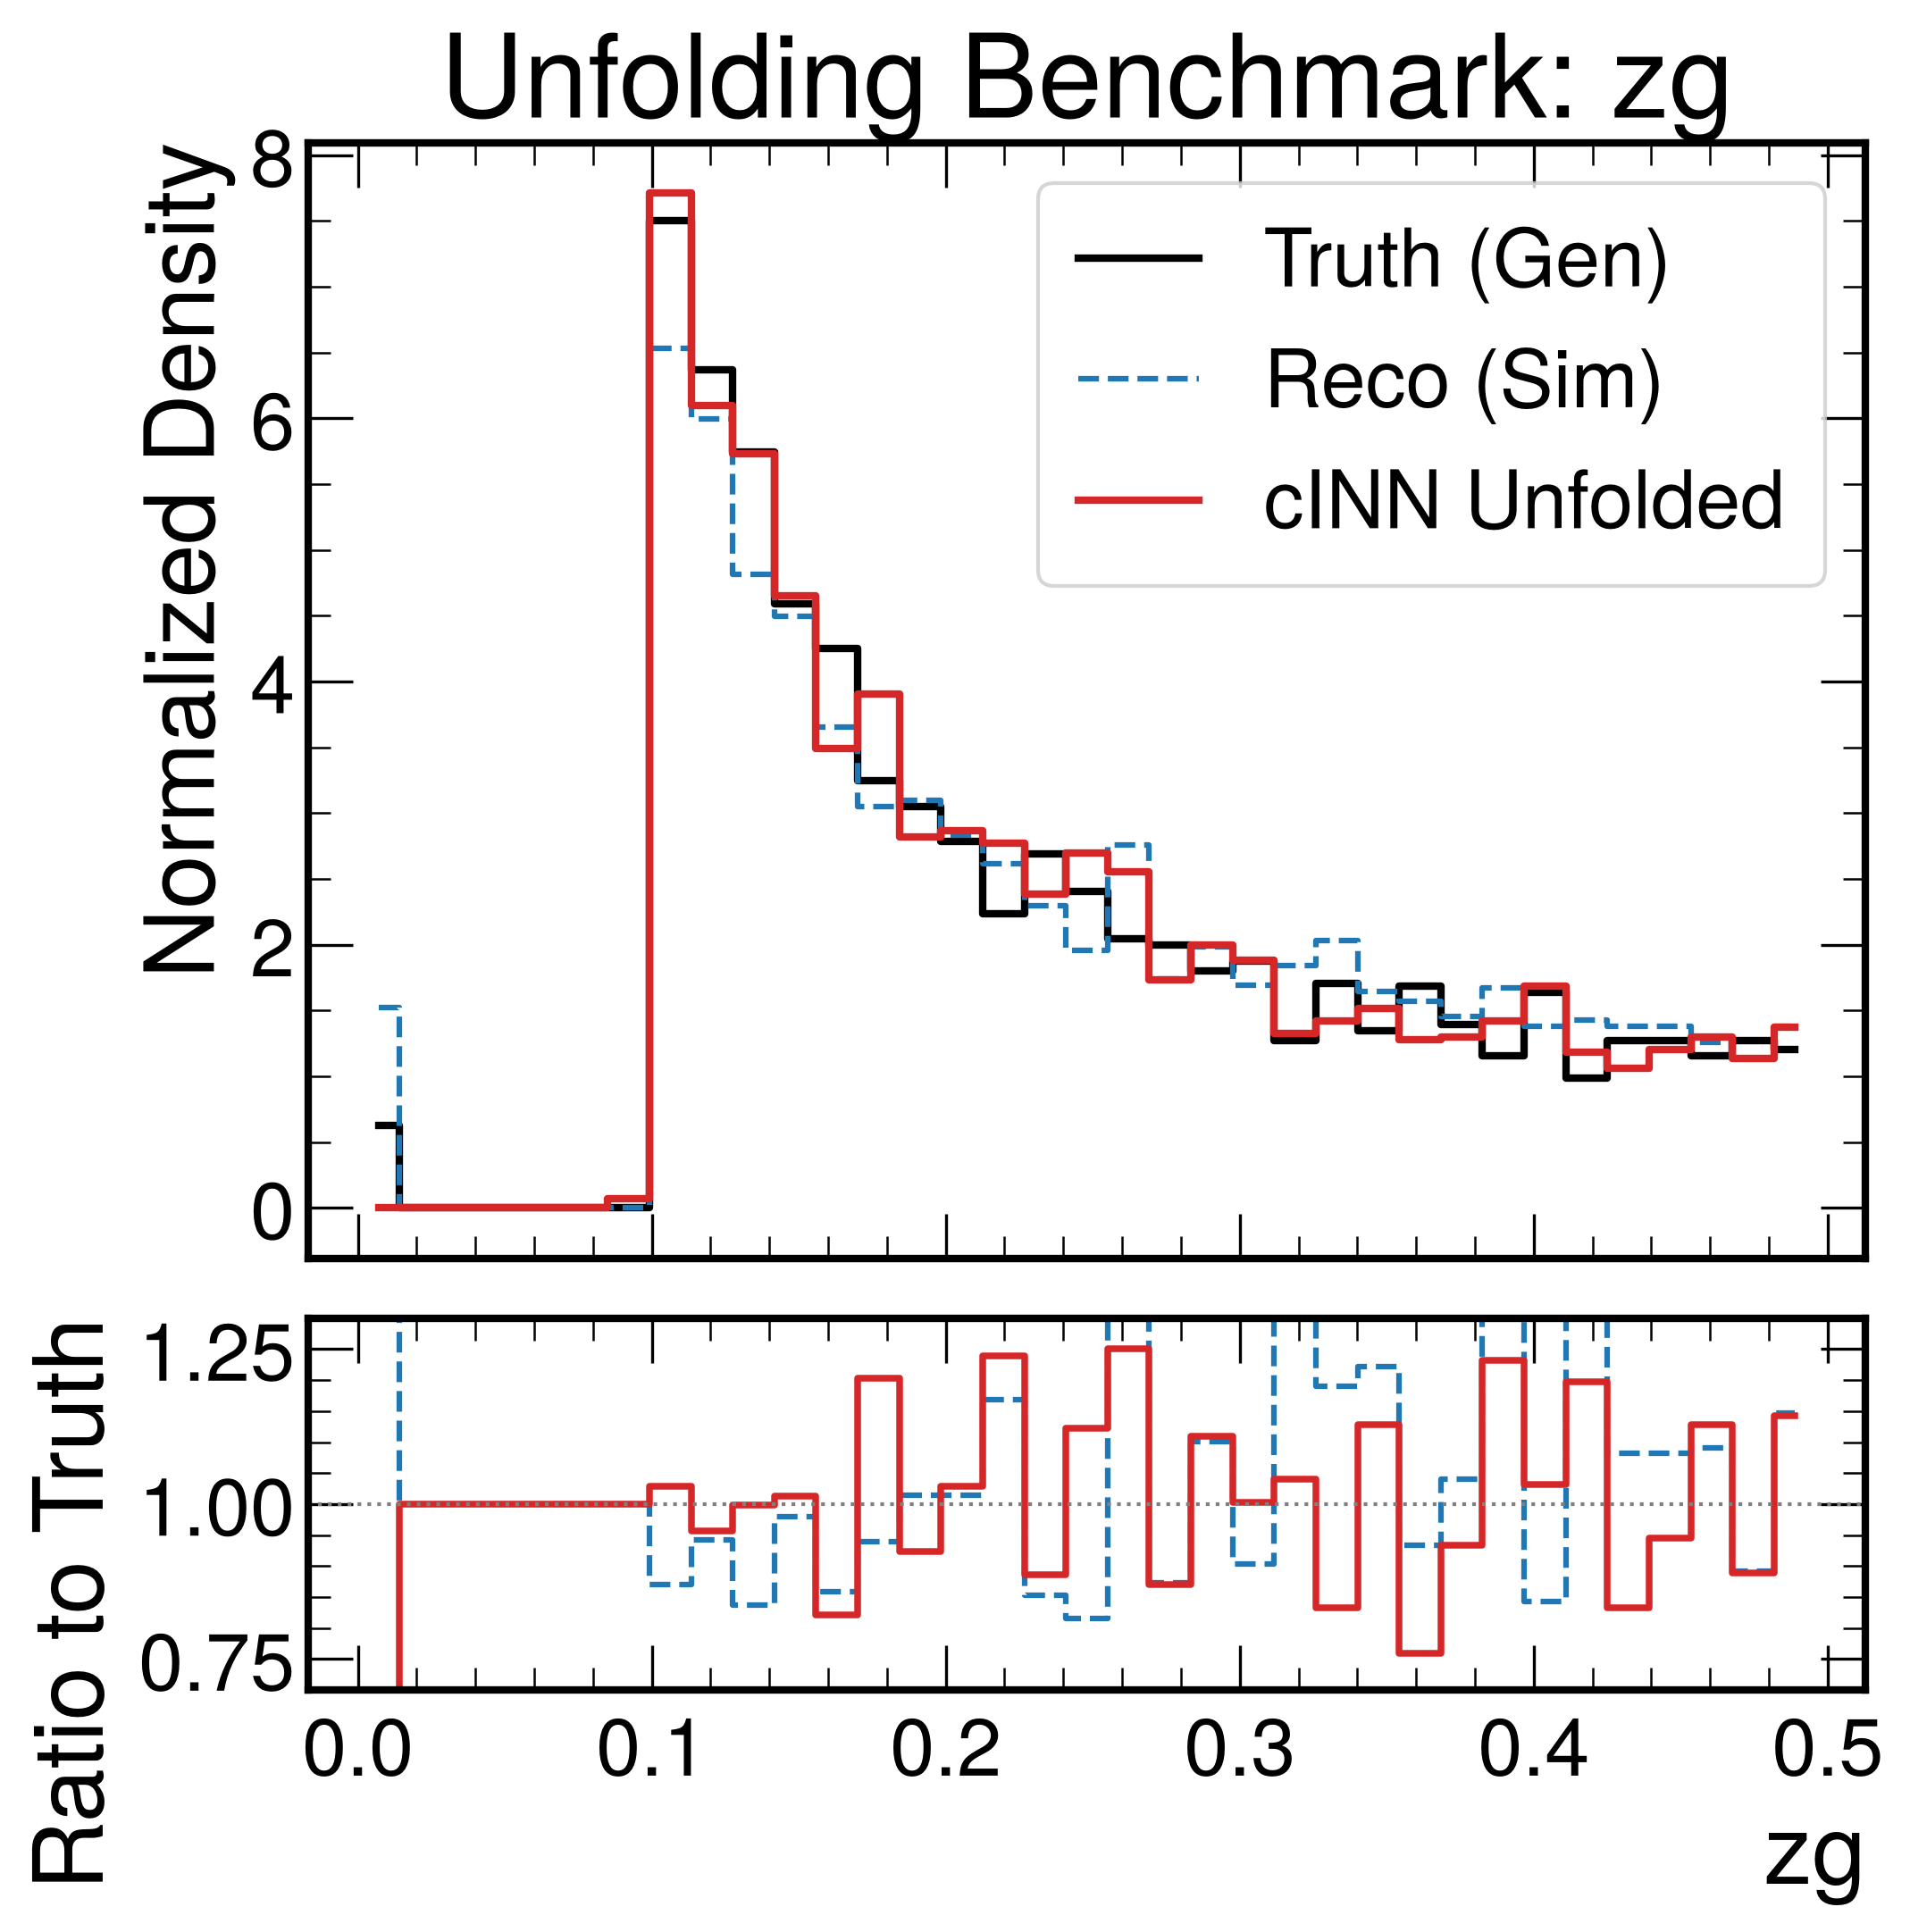 Unfolding Benchmark: zg
Normalized Density
8
6
4
2
0
Truth (Gen)
Reco (Sim)
cINN Unfolded
Ratio to Truth
1.25
1.00
0.75
0.0 0.1 0.2 0.3 0.4 0.5
zg